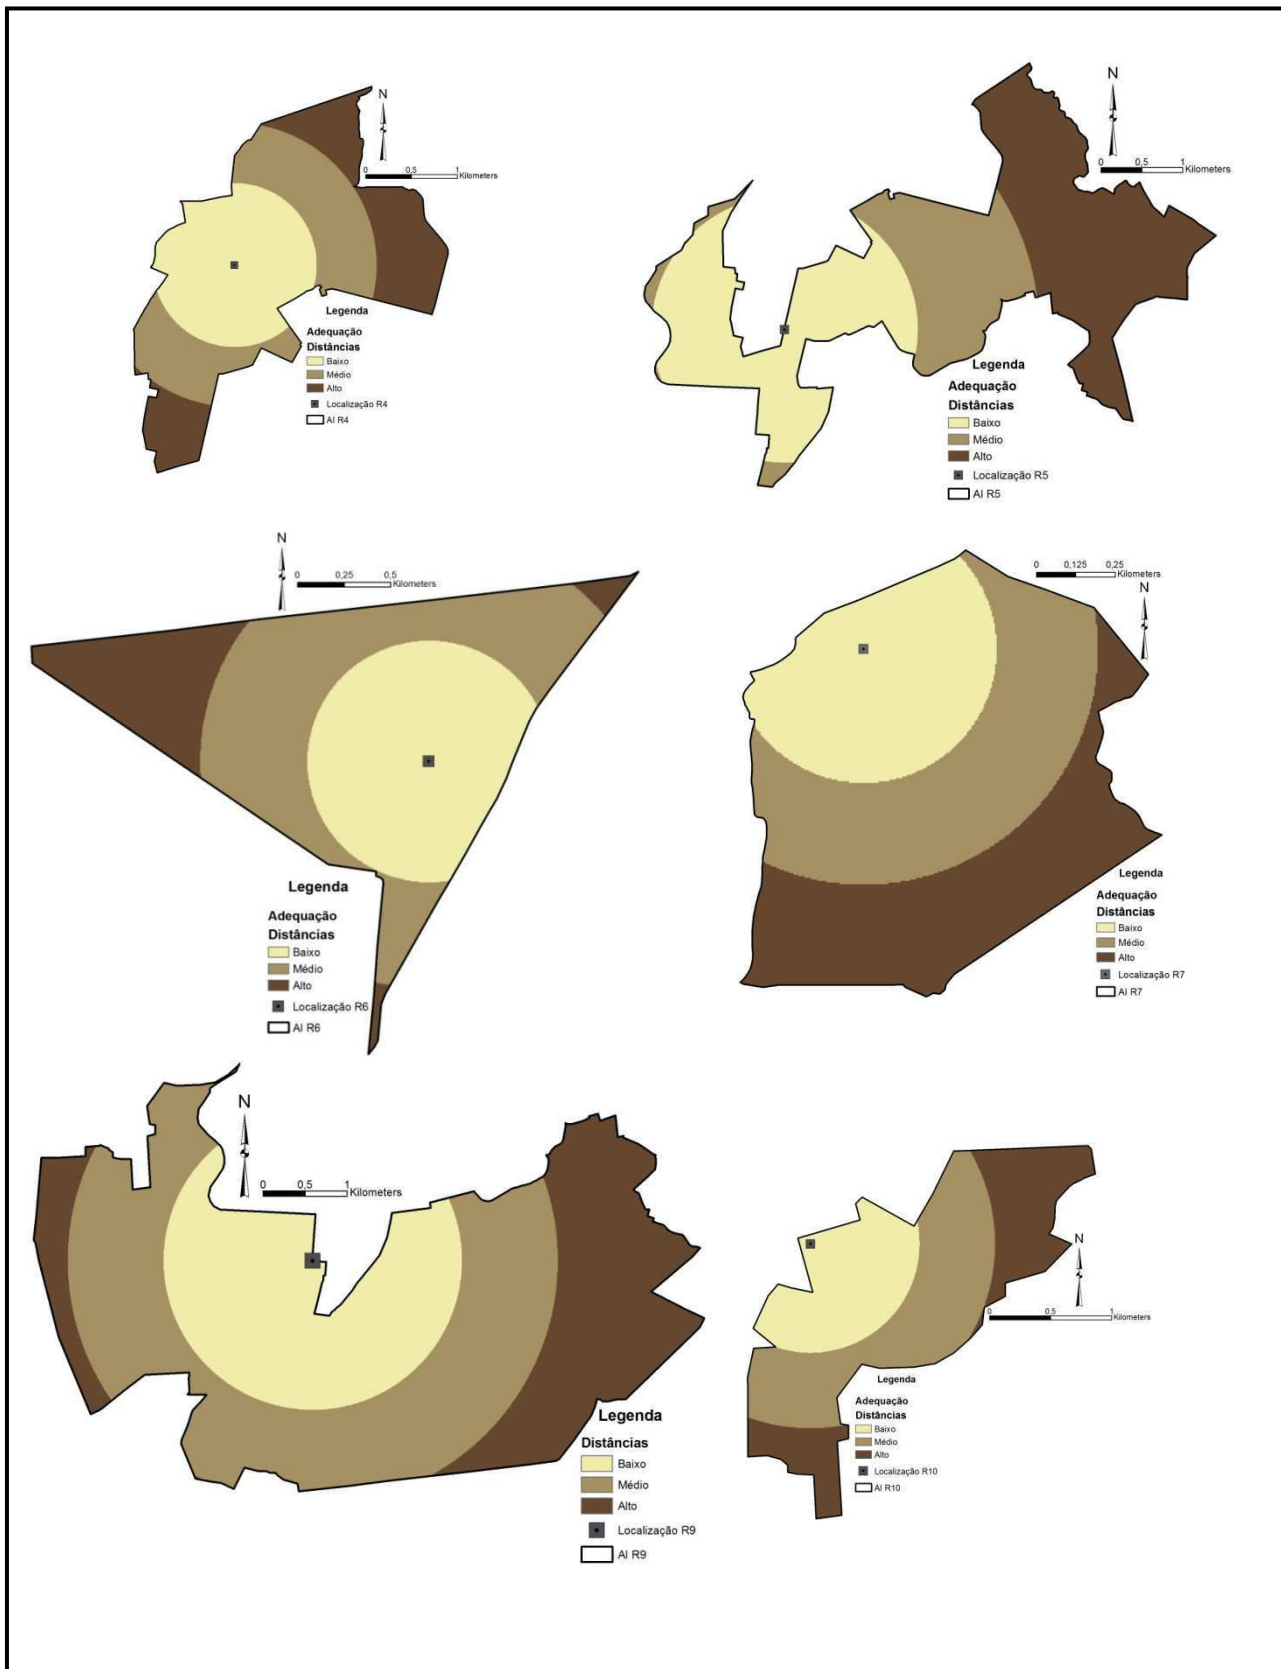 N
0 0,5 1
Kilometers
Legenda
Adequação
Distâncias
Baixo
Médio
Alto
Localização R4
AI R4
N
0 0,5 1
Kilometers
Legenda
Adequação
Distâncias
Baixo
Médio
Alto
Localização R5
AI R5
N
0 0,25 0,5
Kilometers
Legenda
Adequação
Distâncias
Baixo
Médio
Alto
Localização R6
AI R6
0 0,125 0,25
Kilometers
N
Legenda
Adequação
Distâncias
Baixo
Médio
Alto
Localização R7
AI R7
N
0 0,5 1
Kilometers
Legenda
Distâncias
Baixo
Médio
Alto
Localização R9
AI R9
N
0 0,5 1
Kilometers
Legenda
Adequação
Distâncias
Baixo
Médio
Alto
Localização R10
AI R10